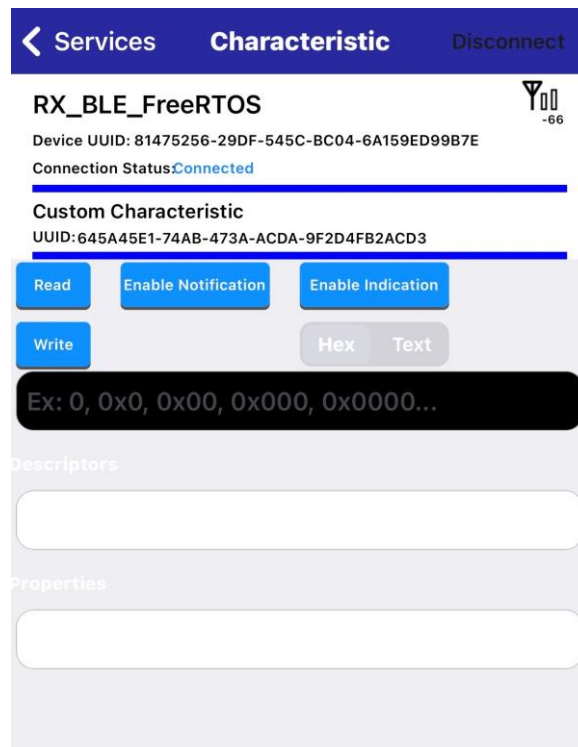 Services Characteristic Disconnect
RX_BLE_FreeRTOS
-66
Device UUID: 81475256-29DF-545C-BC04-6A159ED99B7E
Connection Status:Connected
Custom Characteristic
UUID:645A45E1-74AB-473A-ACDA-9F2D4FB2ACD3
Read Enable Notification Enable Indication
Write Hex Text
Ex: 0, 0x0, 0x00, 0x000, 0x0000...
Descriptors
Properties